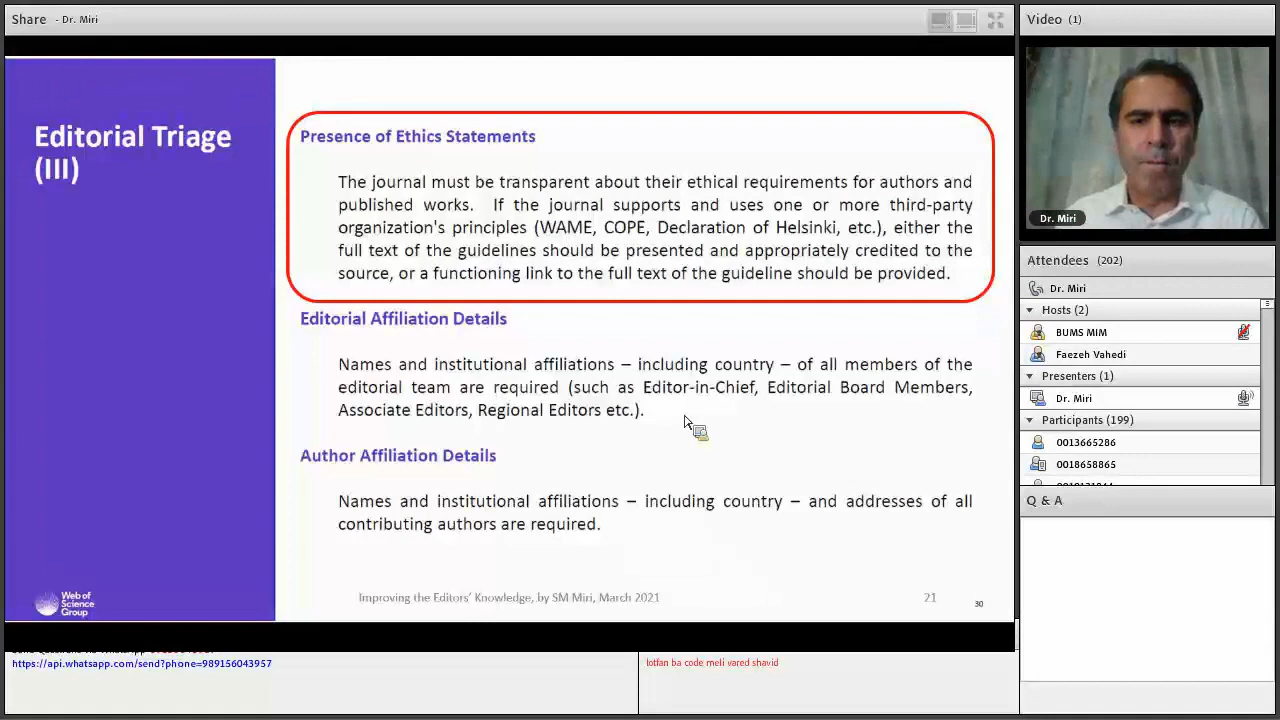 Share - Dr. Miri
Video (1)
Editorial Triage
(III)
Presence of Ethics Statements
The journal must be transparent about their ethical requirements for authors and
published works. If the journal supports and uses one or more third-party
organization's principles (WAME, COPE, Declaration of Helsinki, etc.), either the
full text of the guidelines should be presented and appropriately credited to the
source, or a functioning link to the full text of the guideline should be provided.
Editorial Affiliation Details
Names and institutional affiliations – including country – of all members of the
editorial team are required (such as Editor-in-Chief, Editorial Board Members,
Associate Editors, Regional Editors etc.).
Author Affiliation Details
Names and institutional affiliations – including country – and addresses of all
contributing authors are required.
Web of
Science
Group
Improving the Editors' Knowledge, by SM Miri, March 2021
21
30
Dr. Miri
Attendees (202)
Dr. Miri
Hosts (2)
BUMS MIM
Faezeh Vahedi
Presenters (1)
Dr. Miri
Participants (199)
0013665286
0018658865
Q & A
https://api.whatsapp.com/send?phone=989156043957
lotfan ba code meli vared shavid